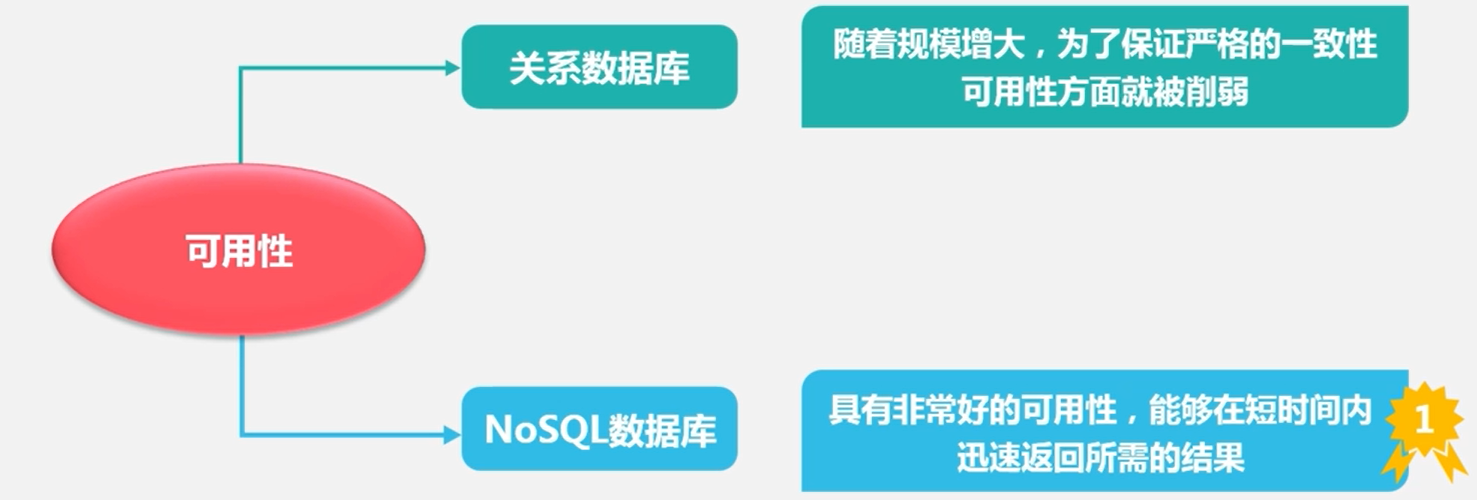 关系数据库
随着规模增大，为了保证严格的一致性
可用性方面就被削弱
可用性
NoSQL数据库
具有非常好的可用性，能够在短时间内
迅速返回所需的结果
1